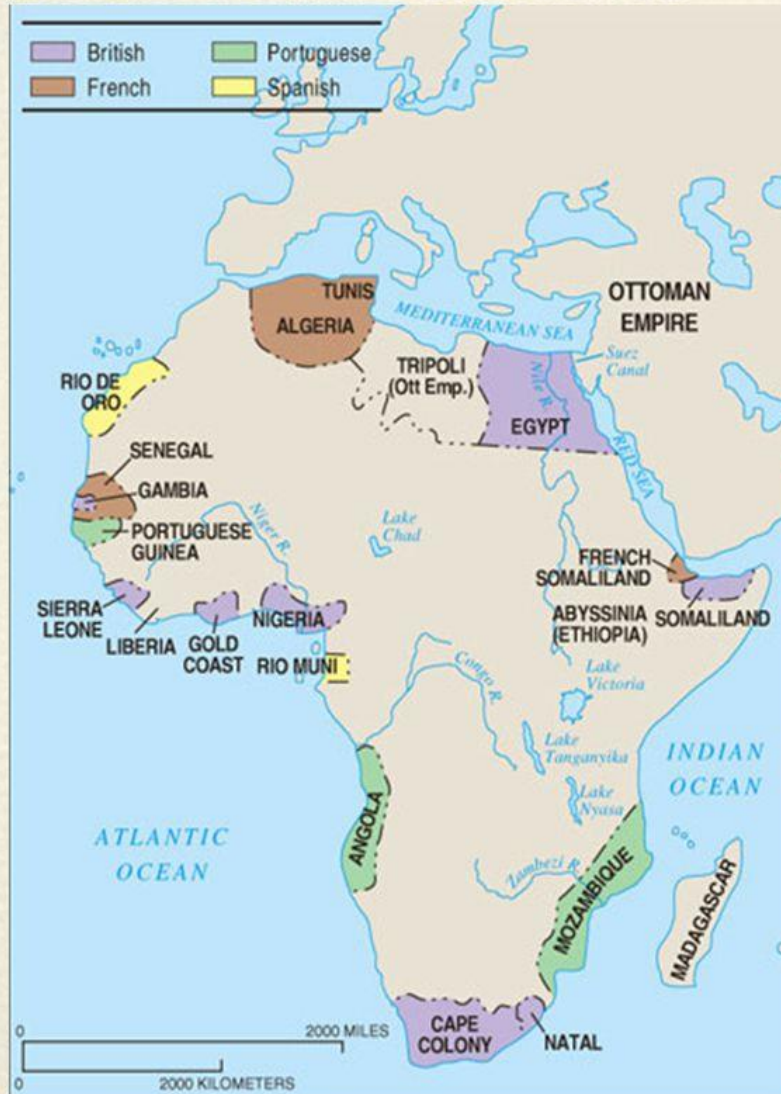 British
Portuguese
French
Spanish
TUNIS
ALGERIA
MEDITERRANEAN SEA
OTTOMAN
EMPIRE
TRIPOLI
(Ott Emp.)
Nile R.
Suez
Canal
EGYPT
RED SEA
RIO DE
ORO
SENEGAL
GAMBIA
PORTUGUESE
GUINEA
Niger R.
Lake
Chad
FRENCH
SOMALILAND
ABYSSINIA
(ETHIOPIA)
SOMALILAND
SIERRA
LEONE
LIBERIA
GOLD
COAST
NIGERIA
RIO MUNI
Congo R.
Lake
Victoria
Lake
Tanganyika
Lake
Nyasa
INDIAN
OCEAN
ATLANTIC
OCEAN
ANGOLA
Zambezi R.
MOZAMBIQUE
MADAGASCAR
CAPE
COLONY
NATAL
0
2000 MILES
0
2000 KILOMETERS